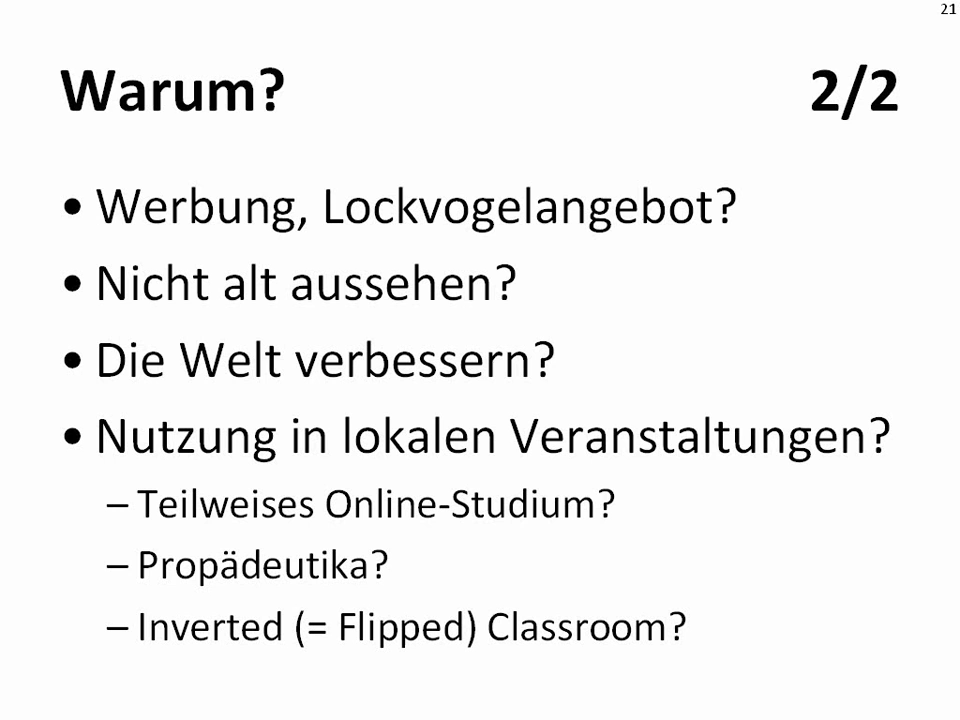 21
Warum? 2/2
• Werbung, Lockvogelangebot?
• Nicht alt aussehen?
• Die Welt verbessern?
• Nutzung in lokalen Veranstaltungen?
– Teilweises Online-Studium?
– Propädeutika?
– Inverted (= Flipped) Classroom?